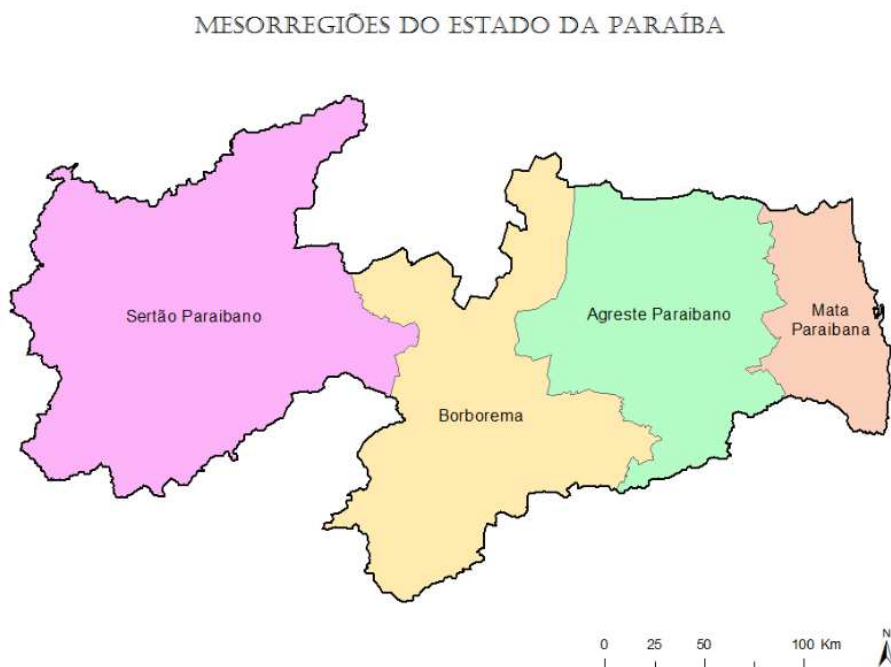 MESORREGIÕES DO ESTADO DA PARAÍBA
Sertão Paraibano
Agreste Paraibano
Mata
Paraibana
Borborema
0 25 50 100 Km
N